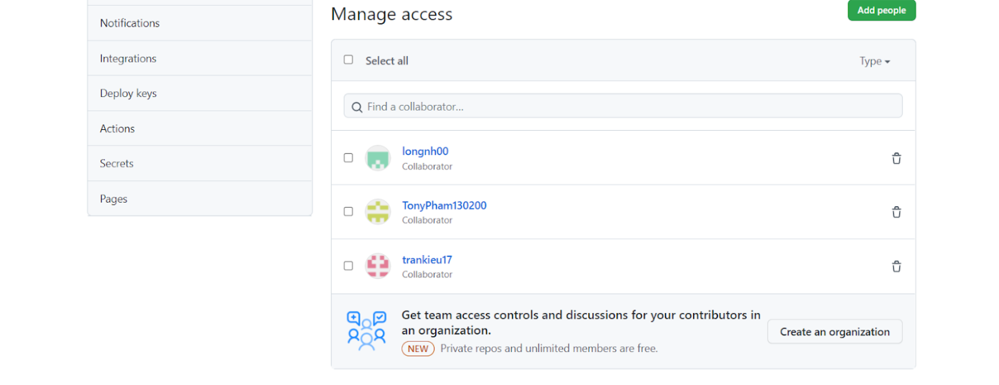 Notifications
Integrations
Deploy keys
Actions
Secrets
Pages
Manage access
Add people
Select all
Type
Find a collaborator...
longnh00
Collaborator
TonyPham130200
Collaborator
trankieu17
Collaborator
Get team access controls and discussions for your contributors in
an organization.
NEW Private repos and unlimited members are free.
Create an organization